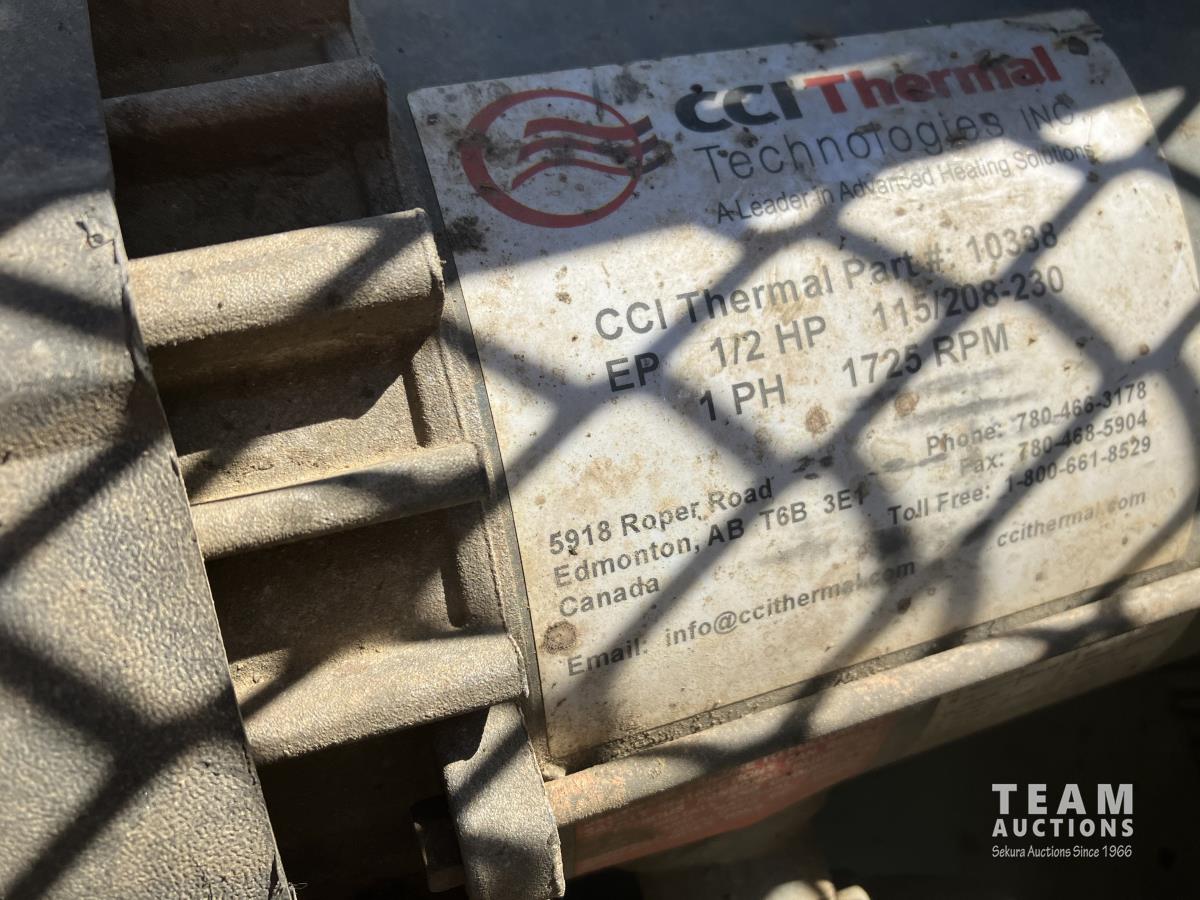 CCI Thermal
Technologies INC.
A Leader in Advanced Heating Solutions
CCI Thermal Part #: 10388
EP 1/2 HP 115/208-230
1 PH 1725 RPM
Phone: 780-466-3178
Fax: 780-468-5904
Toll Free: 1-800-661-8529
5918 Roper Road
Edmonton, AB T6B 3E1
Canada
Email: info@ccithermal.com
ccithermal.com
TEAM
AUCTIONS
Sekura Auctions Since 1966